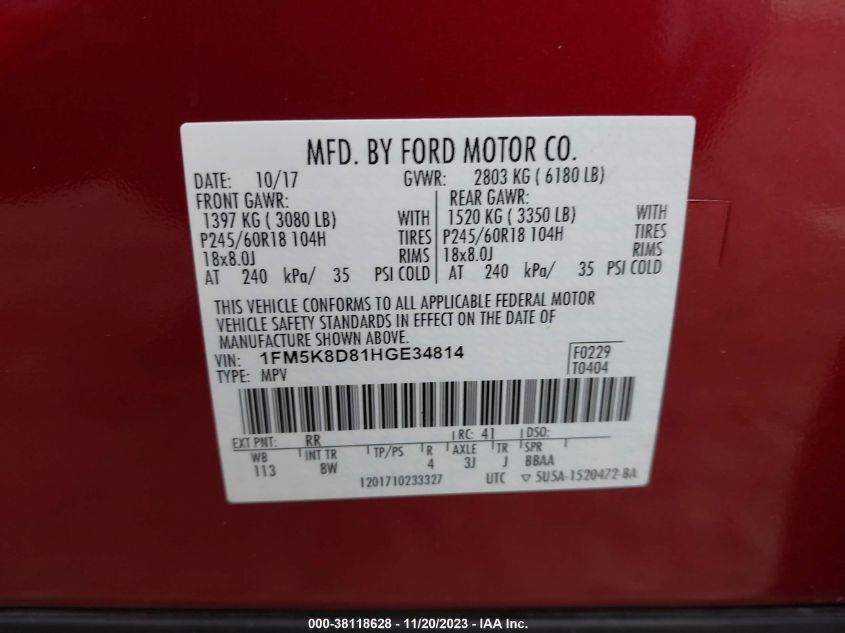 MFD. BY FORD MOTOR CO.
DATE: 10/17 GVWR: 2803 KG ( 6180 LB)
FRONT GAWR: REAR GAWR:
1397 KG ( 3080 LB) WITH 1520 KG ( 3350 LB) WITH
P245/60R18 104H TIRES P245/60R18 104H TIRES
18x8.0J RIMS 18x8.0J RIMS
AT 240 kPa/ 35 PSI COLD AT 240 kPa/ 35 PSI COLD
THIS VEHICLE CONFORMS TO ALL APPLICABLE FEDERAL MOTOR
VEHICLE SAFETY STANDARDS IN EFFECT ON THE DATE OF
MANUFACTURE SHOWN ABOVE.
VIN: 1FM5K8D81HGE34814 F0229
TYPE: MPV T0404
EXT PNT: RR RC: 41 DSO:
WB INT TR TP/PS R AXLE TR SPR
113 8W 4 3J J BBAA
1201710233327 UTC ▽ 5U5A-1520472-BA
000-38118628 - 11/20/2023 - IAA Inc.